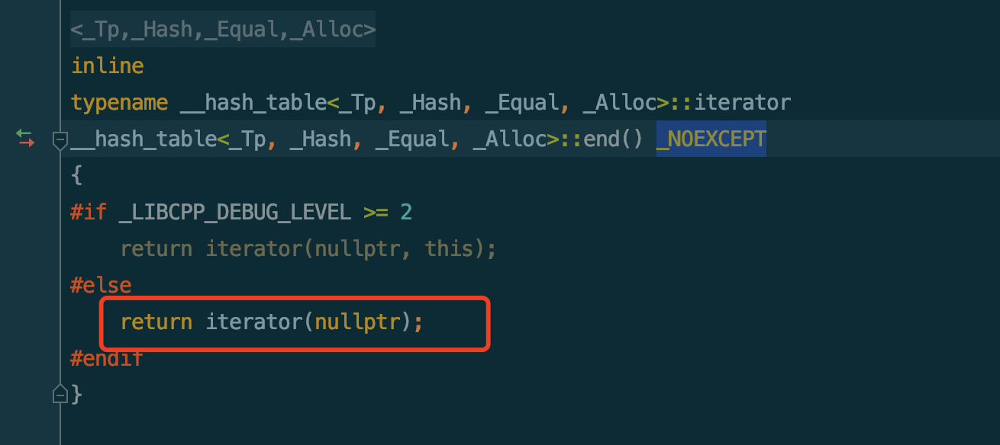 <_Tp,_Hash,_Equal,_Alloc>
inline
typename __hash_table<_Tp, _Hash, _Equal, _Alloc>::iterator
__hash_table<_Tp, _Hash, _Equal, _Alloc>::end() _NOEXCEPT
{
#if _LIBCPP_DEBUG_LEVEL >= 2
    return iterator(nullptr, this);
#else
    return iterator(nullptr);
#endif
}